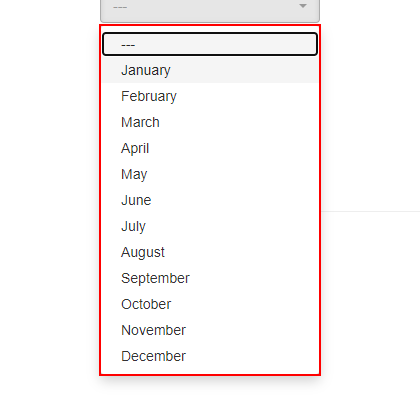 ---
---
January
February
March
April
May
June
July
August
September
October
November
December